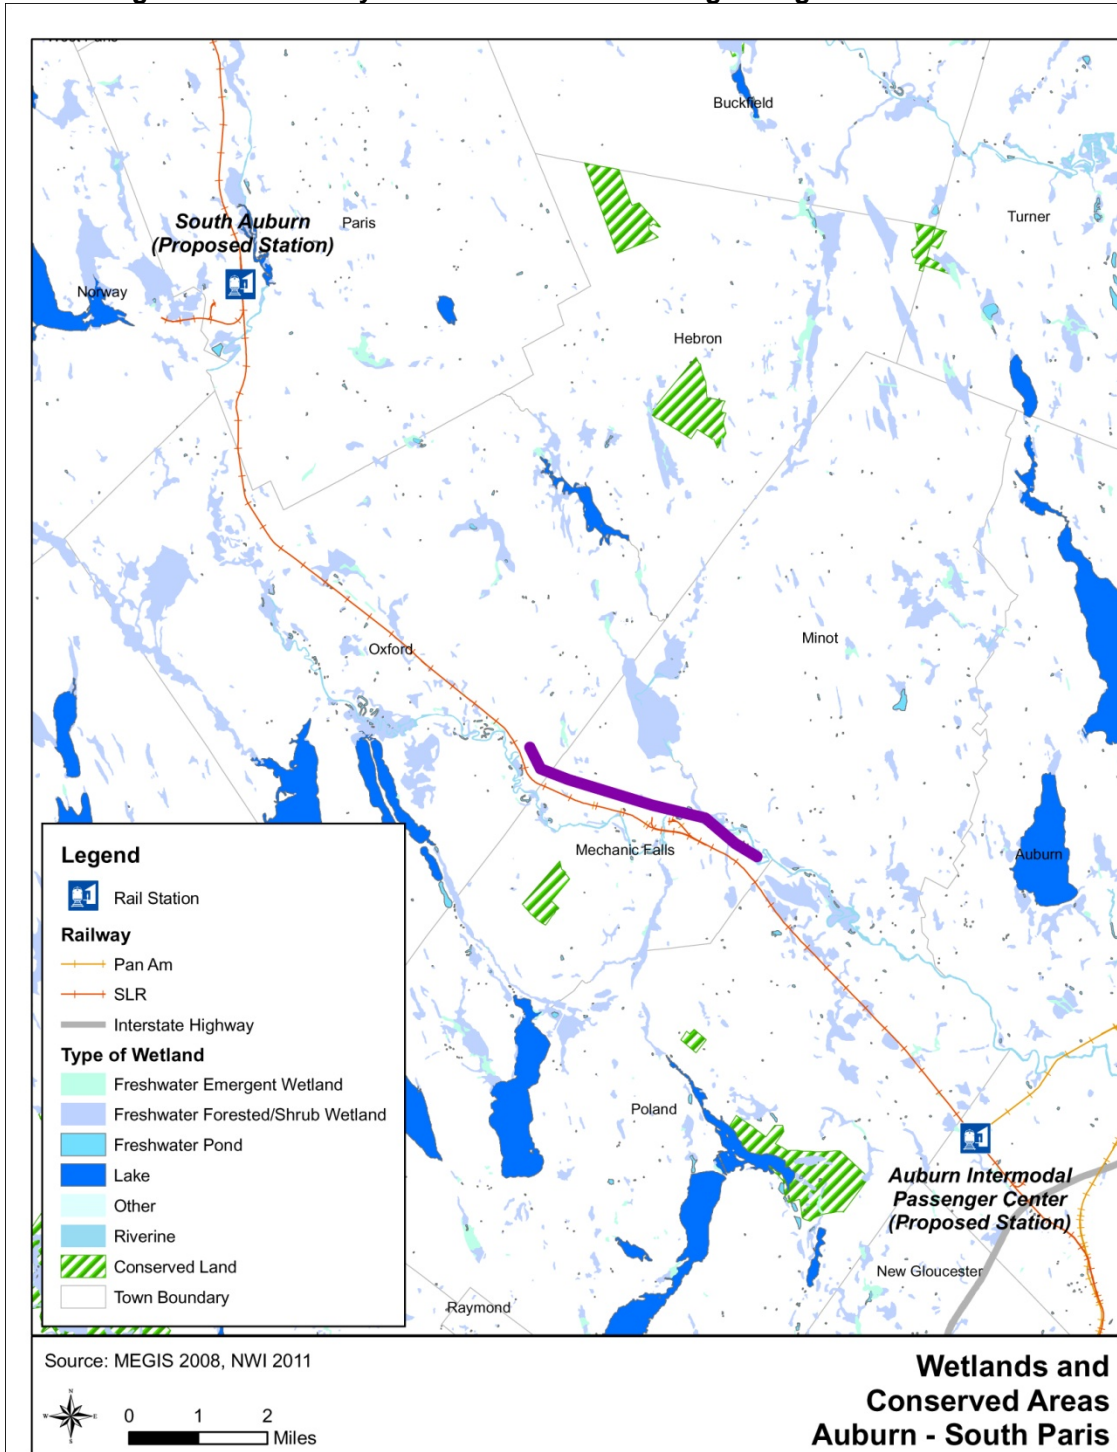 Buckfield
South Auburn
(Proposed Station)
Paris
Turner
Norway
Hebron
Minot
Oxford
Mechanic Falls
Auburn
Poland
Auburn Intermodal
Passenger Center
(Proposed Station)
New Gloucester
Raymond
Legend
Rail Station
Railway
Pan Am
SLR
Interstate Highway
Type of Wetland
Freshwater Emergent Wetland
Freshwater Forested/Shrub Wetland
Freshwater Pond
Lake
Other
Riverine
Conserved Land
Town Boundary
Source: MEGIS 2008, NWI 2011
N
W E
S
0 1 2
Miles
Wetlands and
Conserved Areas
Auburn - South Paris